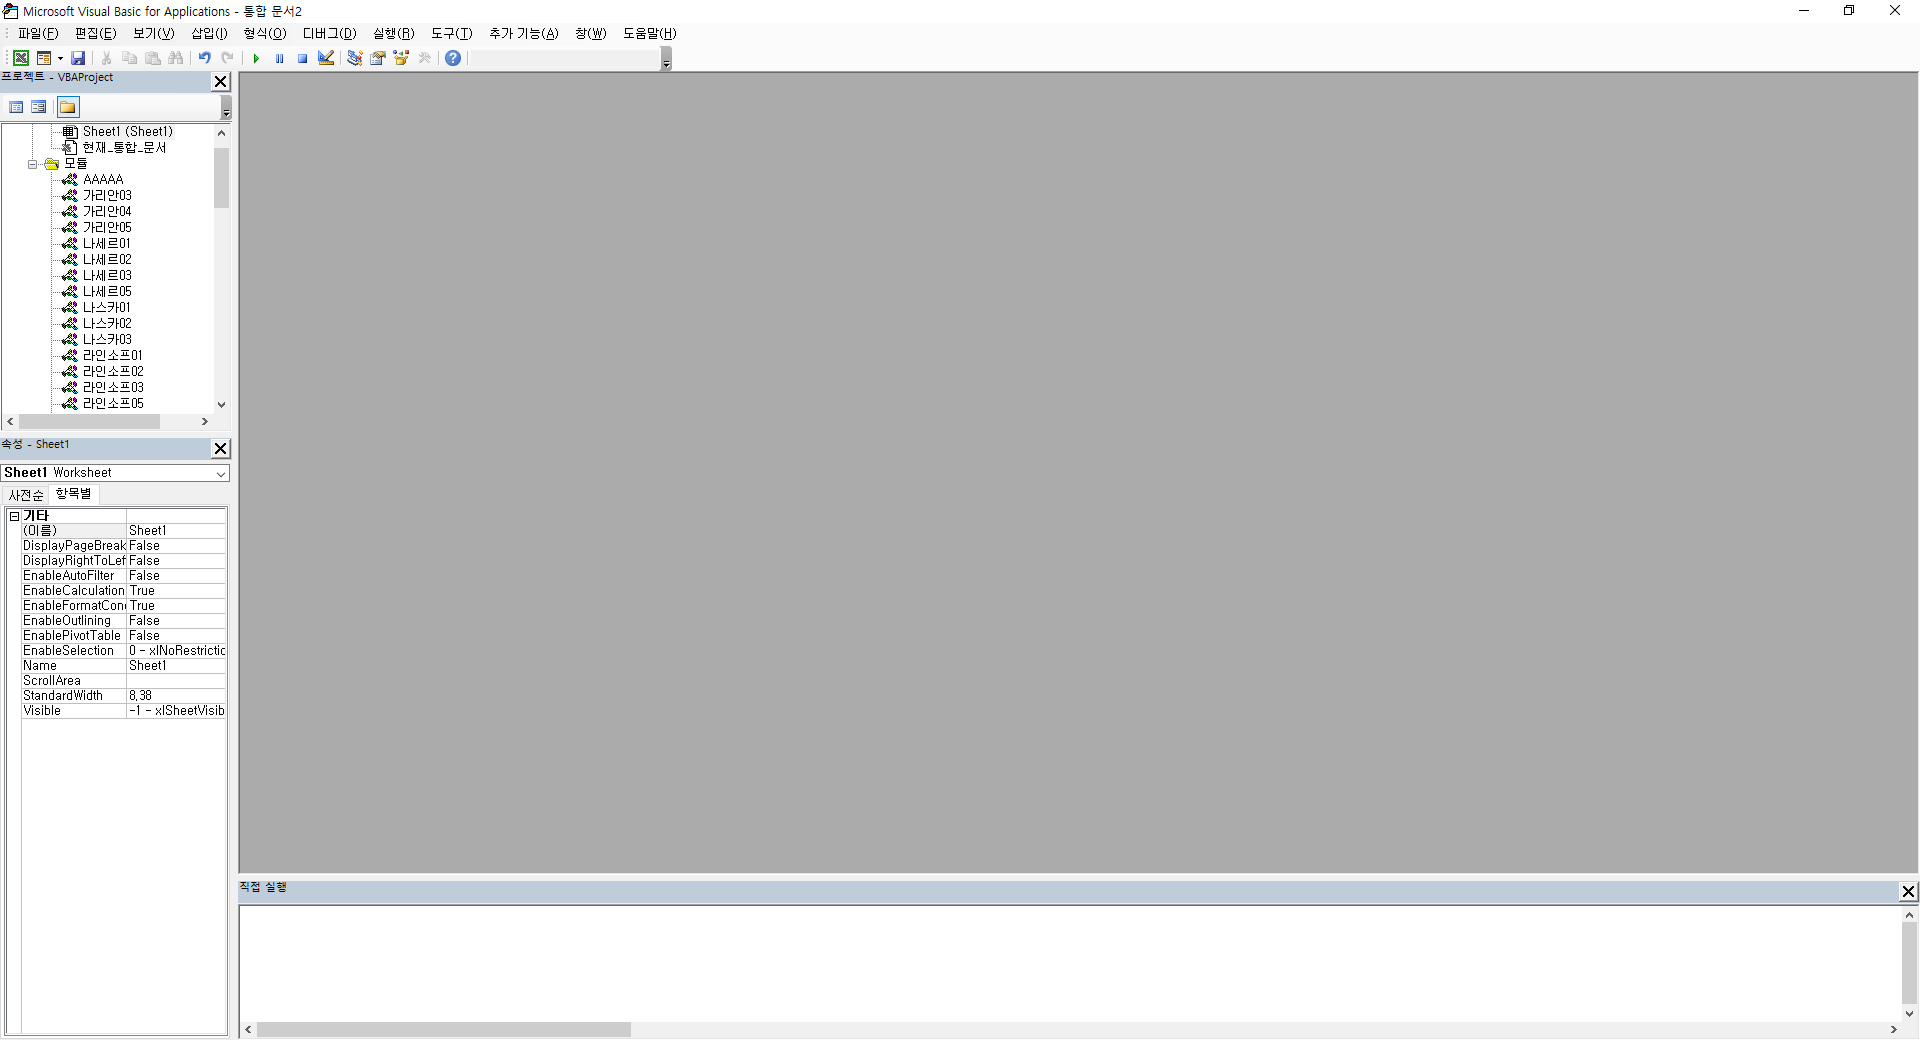 Microsoft Visual Basic for Applications - 통합 문서2
파일(F) 편집(E) 보기(V) 삽입(I) 형식(O) 디버그(D) 실행(R) 도구(T) 추가 기능(A) 창(W) 도움말(H)
프로젝트 - VBAProject
Sheet1 (Sheet1)
현재_통합_문서
모듈
AAAAA
가리안03
가리안04
가리안05
나세르01
나세르02
나세르03
나세르05
나스카01
나스카02
나스카03
라인소프01
라인소프02
라인소프03
라인소프05
속성 - Sheet1
Sheet1 Worksheet
사전순 항목별
기타
(이름) Sheet1
DisplayPageBreak False
DisplayRightToLef False
EnableAutoFilter False
EnableCalculation True
EnableFormatCon True
EnableOutlining False
EnablePivotTable False
EnableSelection 0 - xlNoRestrictio
Name Sheet1
ScrollArea
StandardWidth 8.38
Visible -1 - xlSheetVisib
직접 실행